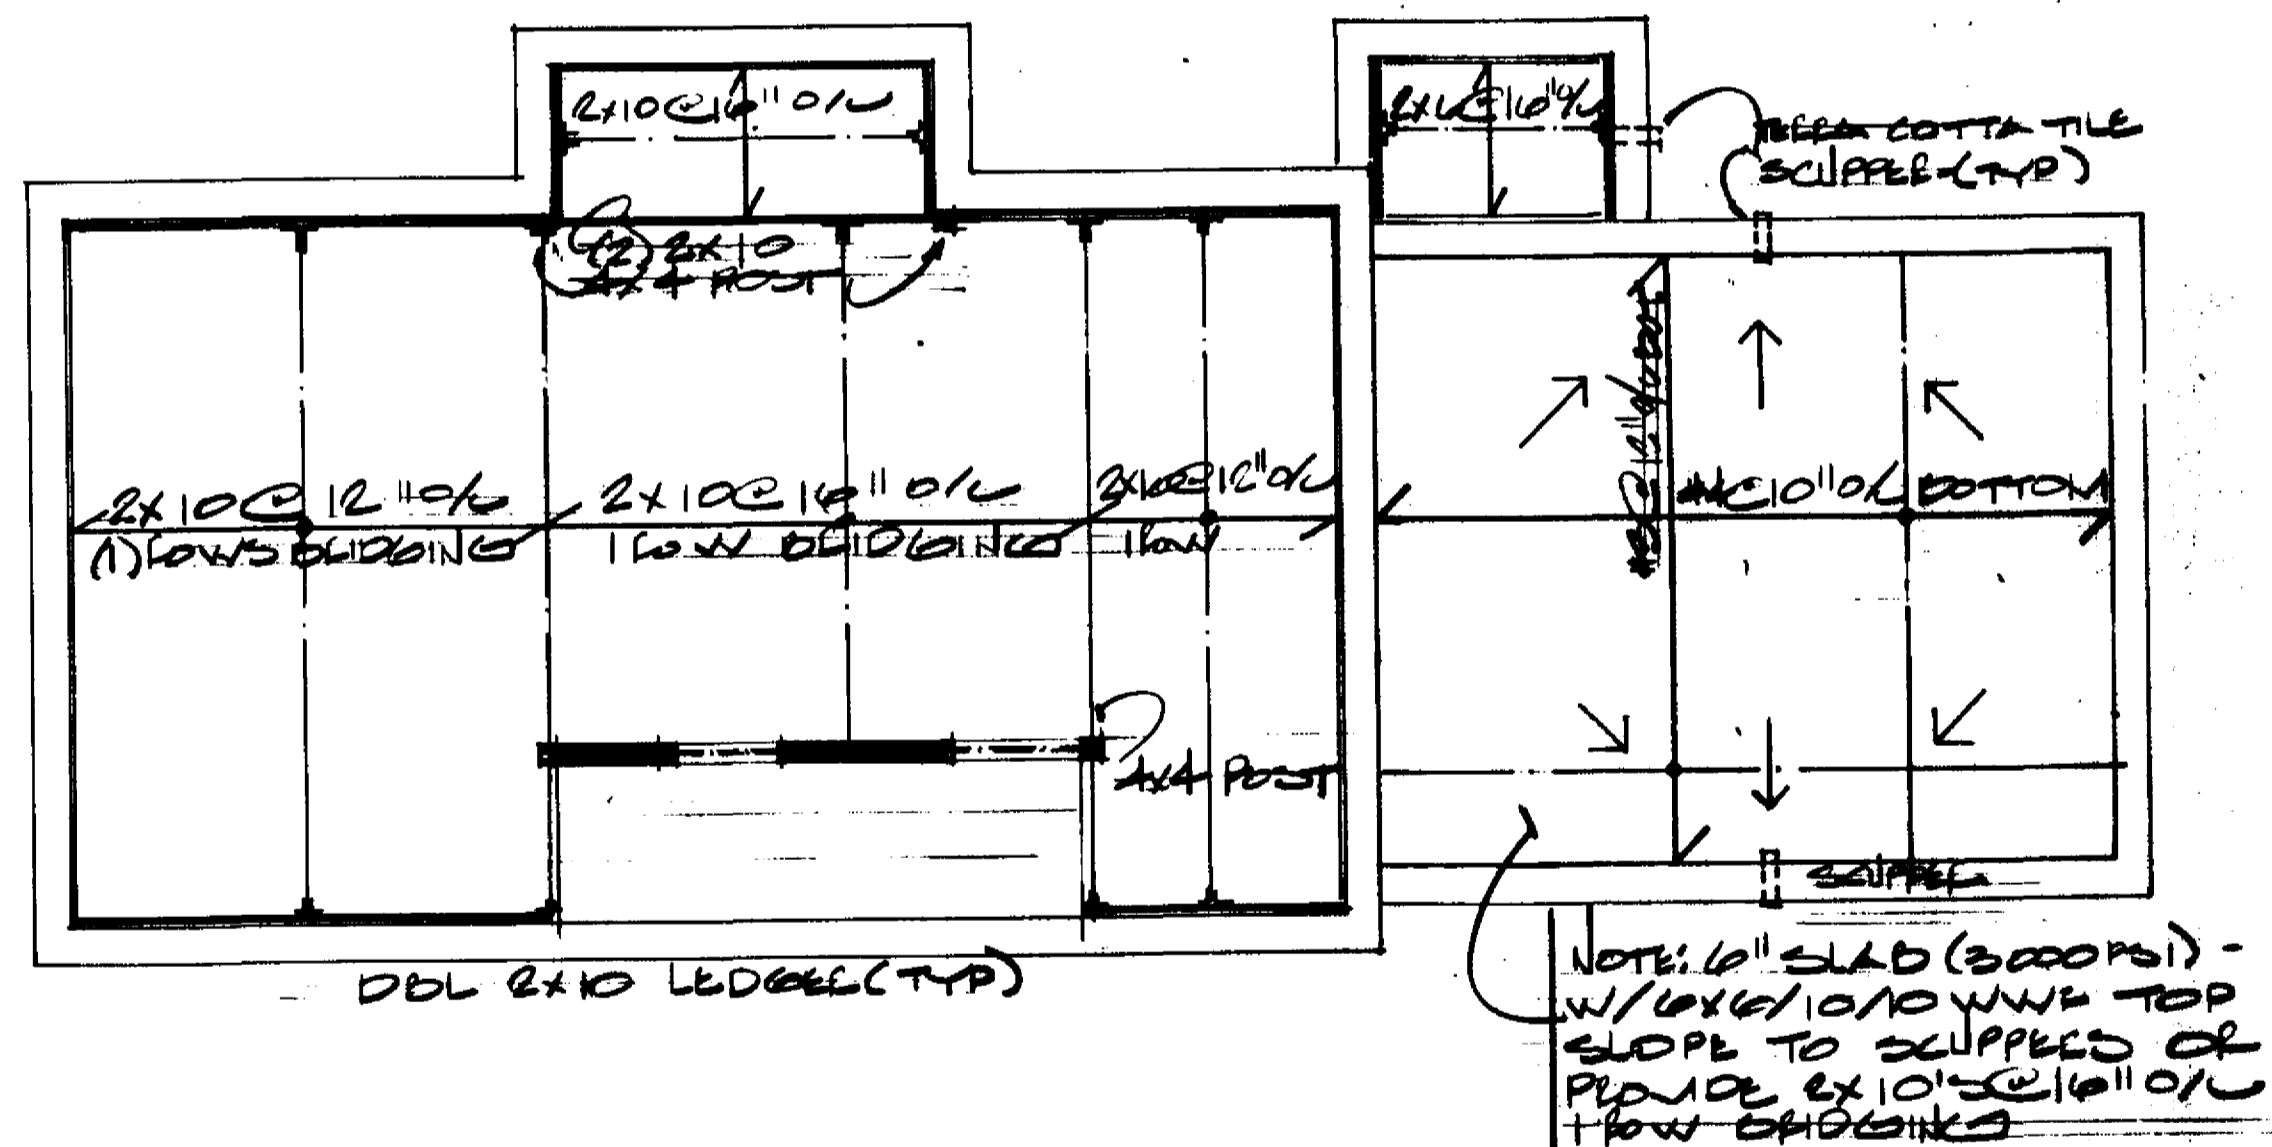 2x10@16" o/c
2x6@16" o/c
TERRA COTTA TILE
SCUPPER (TYP)
(2) 2x10
4x4 POST
2x10@ 12" o/c
(1) ROWS BRIDGING
2x10@ 16" o/c
1 ROW BRIDGING
2x10@12" o/c
1 ROW
#4@10" o/c BOTTOM
4x4 POST
SCUPPER
DBL 2x10 LEDGER (TYP)
NOTE: 6" SLAB (3000 PSI) -
W/ 6x6/10/10 WWF TOP
SLOPE TO SCUPPERS OR
PROVIDE 2x10'S@16" o/c
1 ROW BRIDGING